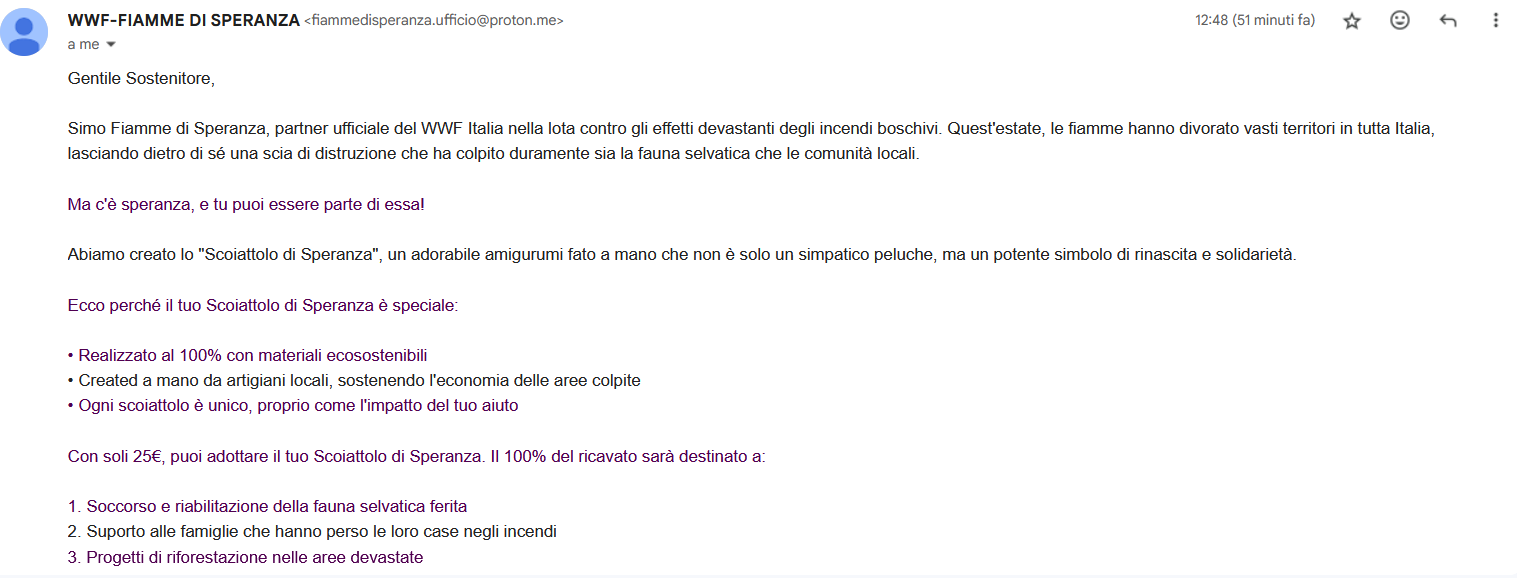 WWF-FIAMME DI SPERANZA <fiammedisperanza.ufficio@proton.me>
12:48 (51 minuti fa)
a me
Gentile Sostenitore,
Simo Fiamme di Speranza, partner ufficiale del WWF Italia nella lota contro gli effetti devastanti degli incendi boschivi. Quest'estate, le fiamme hanno divorato vasti territori in tutta Italia,
lasciando dietro di sé una scia di distruzione che ha colpito duramente sia la fauna selvatica che le comunità locali.
Ma c'è speranza, e tu puoi essere parte di essa!
Abiamo creato lo "Scoiattolo di Speranza", un adorabile amigurumi fato a mano che non è solo un simpatico peluche, ma un potente simbolo di rinascita e solidarietà.
Ecco perché il tuo Scoiattolo di Speranza è speciale:
• Realizzato al 100% con materiali ecosostenibili
• Created a mano da artigiani locali, sostenendo l'economia delle aree colpite
• Ogni scoiattolo è unico, proprio come l'impatto del tuo aiuto
Con soli 25€, puoi adottare il tuo Scoiattolo di Speranza. Il 100% del ricavato sarà destinato a:
1. Soccorso e riabilitazione della fauna selvatica ferita
2. Suporto alle famiglie che hanno perso le loro case negli incendi
3. Progetti di riforestazione nelle aree devastate